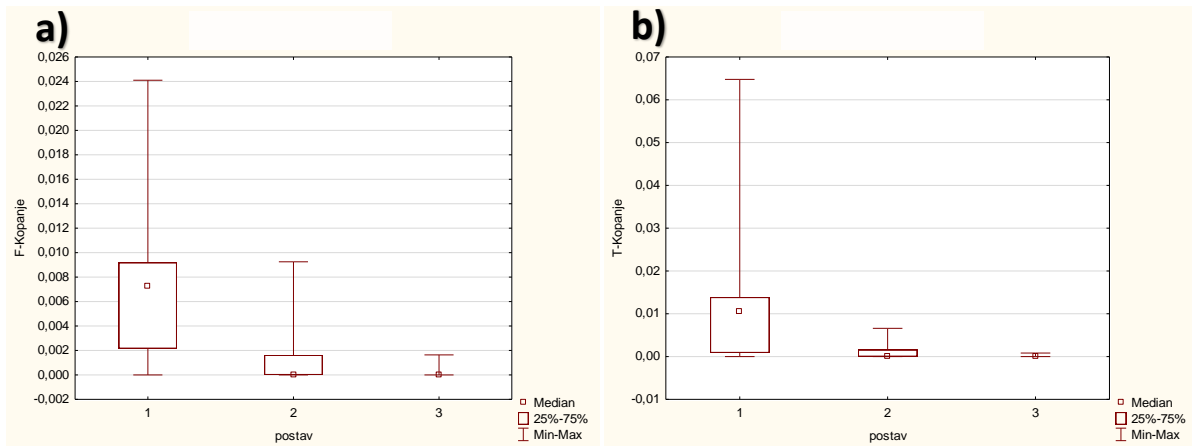 a)
0,026
0,024
0,022
0,020
0,018
0,016
0,014
0,012
0,010
0,008
0,006
0,004
0,002
0,000
-0,002
F-Kopanje
1 2 3
postav
Median
25%-75%
Min-Max
b)
0,07
0,06
0,05
0,04
0,03
0,02
0,01
0,00
-0,01
T-Kopanje
1 2 3
postav
Median
25%-75%
Min-Max